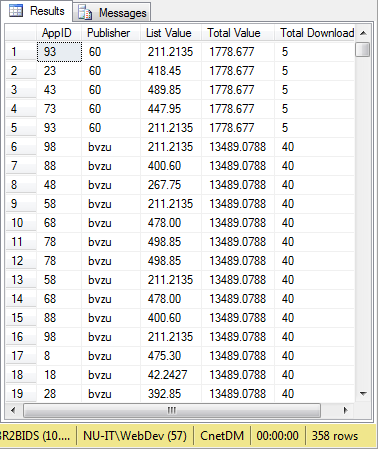 Results Messages
AppID Publisher List Value Total Value Total Download
1 93 60 211.2135 1778.677 5
2 23 60 418.45 1778.677 5
3 43 60 489.85 1778.677 5
4 73 60 447.95 1778.677 5
5 93 60 211.2135 1778.677 5
6 98 bvzu 211.2135 13489.0788 40
7 88 bvzu 400.60 13489.0788 40
8 48 bvzu 267.75 13489.0788 40
9 58 bvzu 211.2135 13489.0788 40
10 68 bvzu 478.00 13489.0788 40
11 78 bvzu 498.85 13489.0788 40
12 78 bvzu 498.85 13489.0788 40
13 58 bvzu 211.2135 13489.0788 40
14 68 bvzu 478.00 13489.0788 40
15 88 bvzu 400.60 13489.0788 40
16 98 bvzu 211.2135 13489.0788 40
17 8 bvzu 475.30 13489.0788 40
18 18 bvzu 42.2427 13489.0788 40
19 28 bvzu 392.85 13489.0788 40
R2BIDS (10.... NU-IT\WebDev (57) CnetDM 00:00:00 358 rows